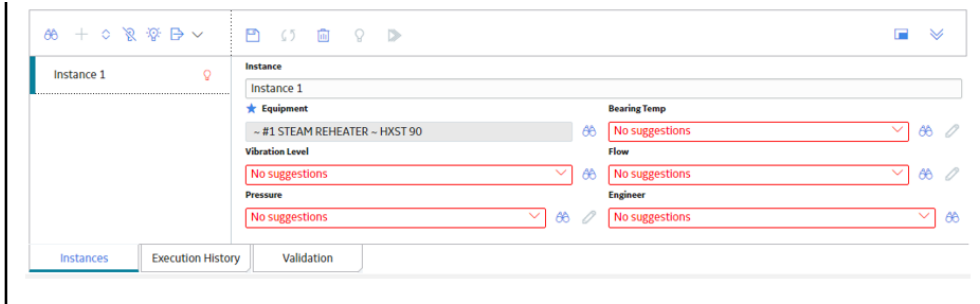 Instance 1
Instance
Instance 1
Equipment
Bearing Temp
~ #1 STEAM REHEATER ~ HXST 90
No suggestions
Vibration Level
Flow
No suggestions
No suggestions
Pressure
Engineer
No suggestions
No suggestions
Instances
Execution History
Validation